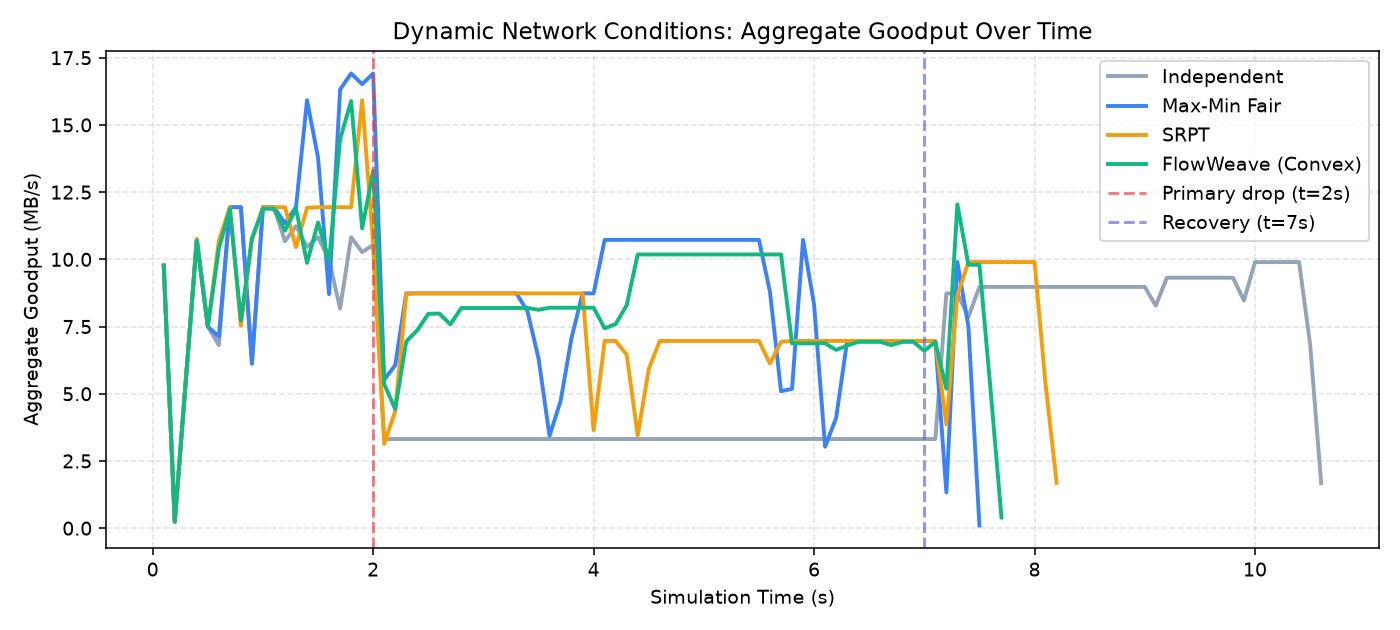 Dynamic Network Conditions: Aggregate Goodput Over Time
Aggregate Goodput (MB/s)
17.5
15.0
12.5
10.0
7.5
5.0
2.5
0.0
Independent
Max-Min Fair
SRPT
FlowWeave (Convex)
Primary drop (t=2s)
Recovery (t=7s)
0 2 4 6 8 10
Simulation Time (s)